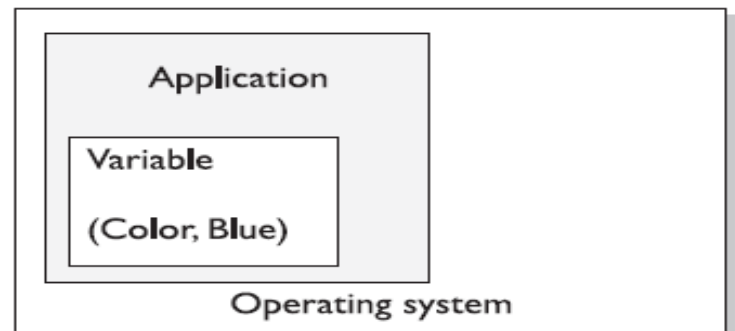 Application
Variable
(Color, Blue)
Operating system